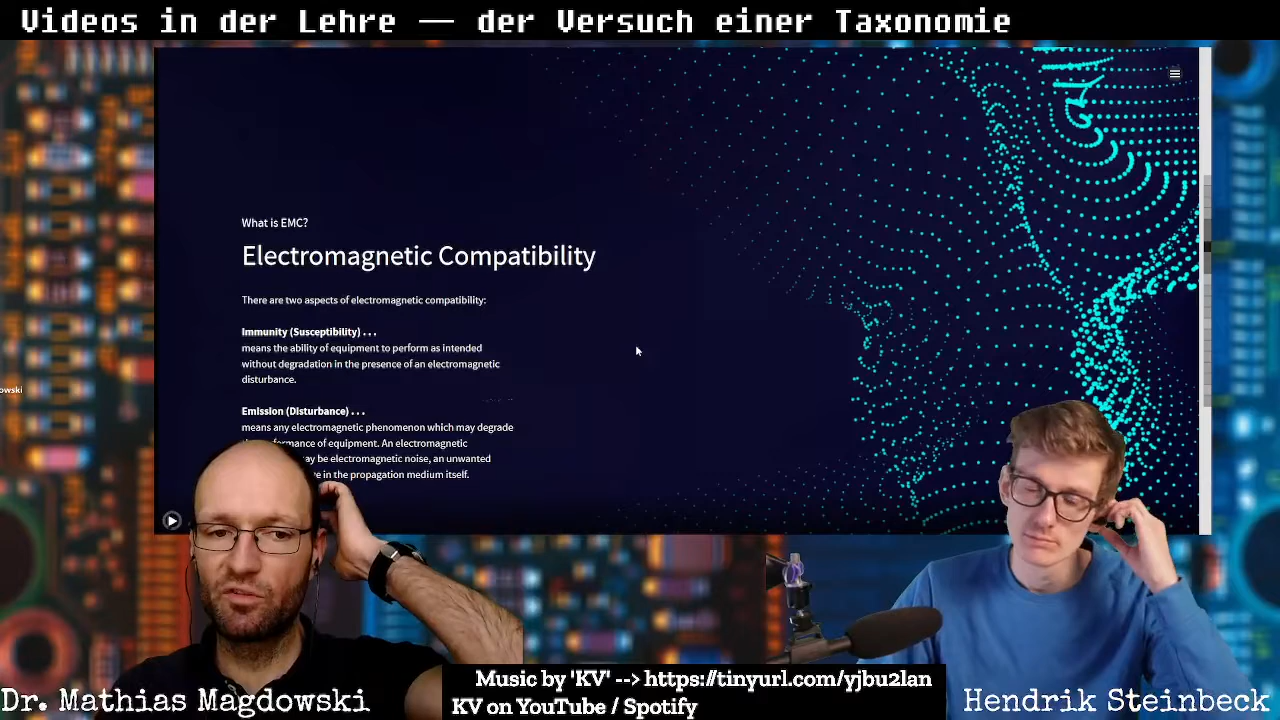 Videos in der Lehre — der Versuch einer Taxonomie
What is EMC?
Electromagnetic Compatibility
There are two aspects of electromagnetic compatibility:
Immunity (Susceptibility) . . .
means the ability of equipment to perform as intended
without degradation in the presence of an electromagnetic
disturbance.
owski
Emission (Disturbance) . . .
means any electromagnetic phenomenon which may degrade
formance of equipment. An electromagnetic
ay be electromagnetic noise, an unwanted
e in the propagation medium itself.
Music by 'KV' --> https://tinyurl.com/yjbu2lan
KV on YouTube / Spotify
Dr. Mathias Magdowski
Hendrik Steinbeck